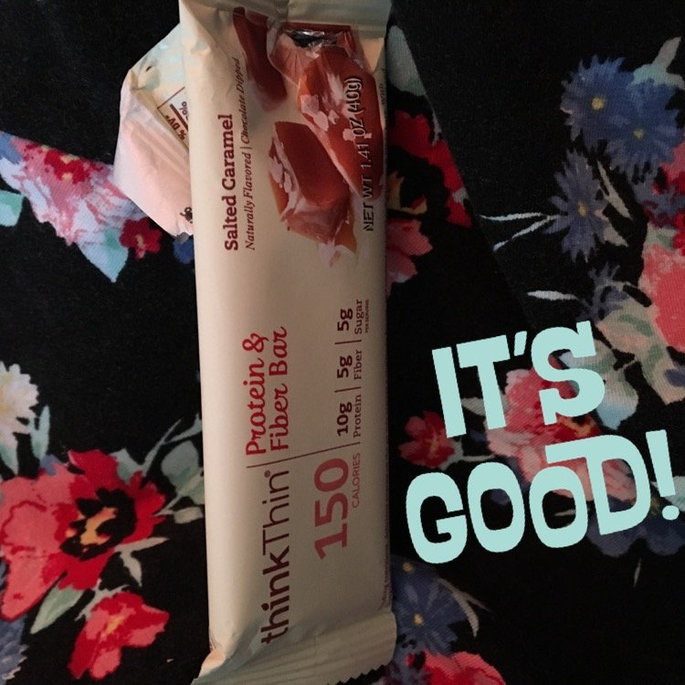 thinkThin®
Protein &
Fiber Bar
150
CALORIES
10g
Protein
5g
Fiber
5g
Sugar
Salted Caramel
Naturally Flavored | Chocolate Dipped
NET WT 1.41 OZ (40g)
IT'S
GOOD!